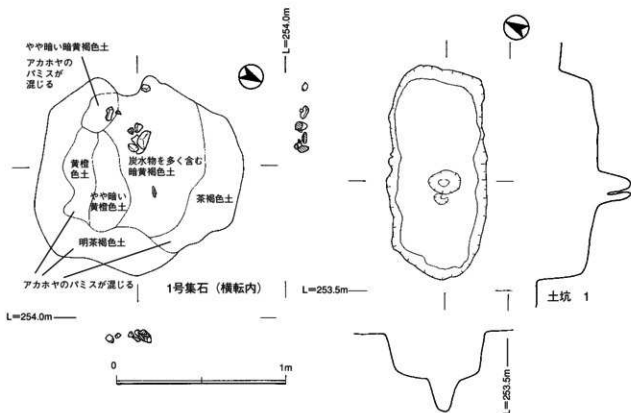 やや暗い暗黄褐色土
アカホヤの
パミスが
混じる
黄橙
色土
やや暗い
黄橙色土
炭水物を多く含む
暗黄褐色土
茶褐色土
明茶褐色土
アカホヤのパミスが混じる
1号集石（横転内）
L=254.0m
L=254.0m
0
1m
L=253.5m
L=253.5m
土坑 1